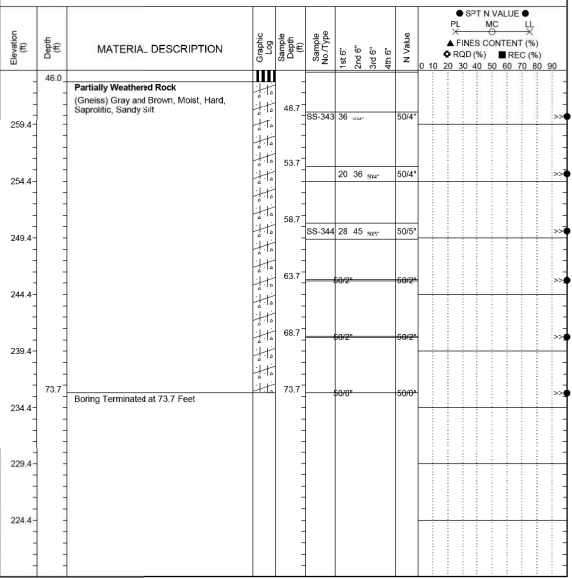 Elevation (ft)
Depth (ft)
MATERIAL DESCRIPTION
Graphic Log
Sample Depth (ft)
Sample No./Type
1st 6"
2nd 6"
3rd 6"
4th 6"
N Value
● SPT N VALUE ●
PL MC LL
▲ FINES CONTENT (%)
RQD (%) ■ REC (%)
0 10 20 30 40 50 60 70 80 90
46.0
Partially Weathered Rock
(Gneiss) Gray and Brown, Moist, Hard,
Saprolitic, Sandy Silt
48.7
SS-343 36 50/4" >>
259.4
53.7
20 36 50/4" 50/4" >>
254.4
58.7
SS-344 28 45 50/5" 50/5" >>
249.4
63.7
50/2" 50/2" >>
244.4
68.7
50/2" 50/2" >>
239.4
73.7 73.7
50/0" 50/0" >>
Boring Terminated at 73.7 Feet
234.4
229.4
224.4